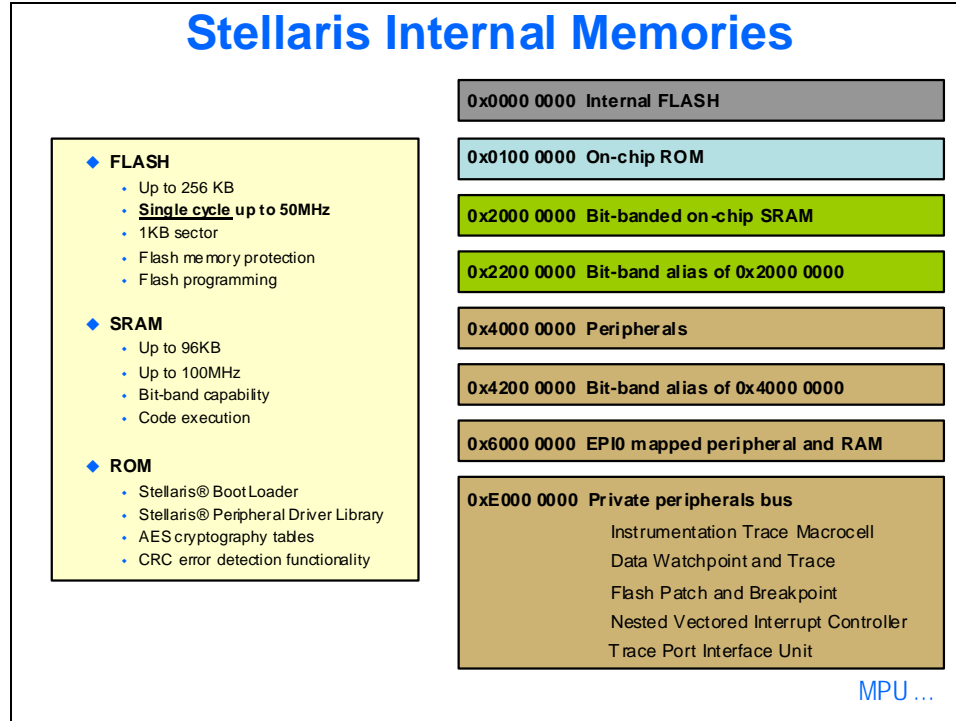 Stellaris Internal Memories
FLASH
Up to 256 KB
Single cycle up to 50MHz
1KB sector
Flash memory protection
Flash programming
SRAM
Up to 96KB
Up to 100MHz
Bit-band capability
Code execution
ROM
Stellaris® Boot Loader
Stellaris® Peripheral Driver Library
AES cryptography tables
CRC error detection functionality
0x0000 0000 Internal FLASH
0x0100 0000 On-chip ROM
0x2000 0000 Bit-banded on-chip SRAM
0x2200 0000 Bit-band alias of 0x2000 0000
0x4000 0000 Peripherals
0x4200 0000 Bit-band alias of 0x4000 0000
0x6000 0000 EPI0 mapped peripheral and RAM
0xE000 0000 Private peripherals bus
Instrumentation Trace Macrocell
Data Watchpoint and Trace
Flash Patch and Breakpoint
Nested Vectored Interrupt Controller
Trace Port Interface Unit
MPU ...